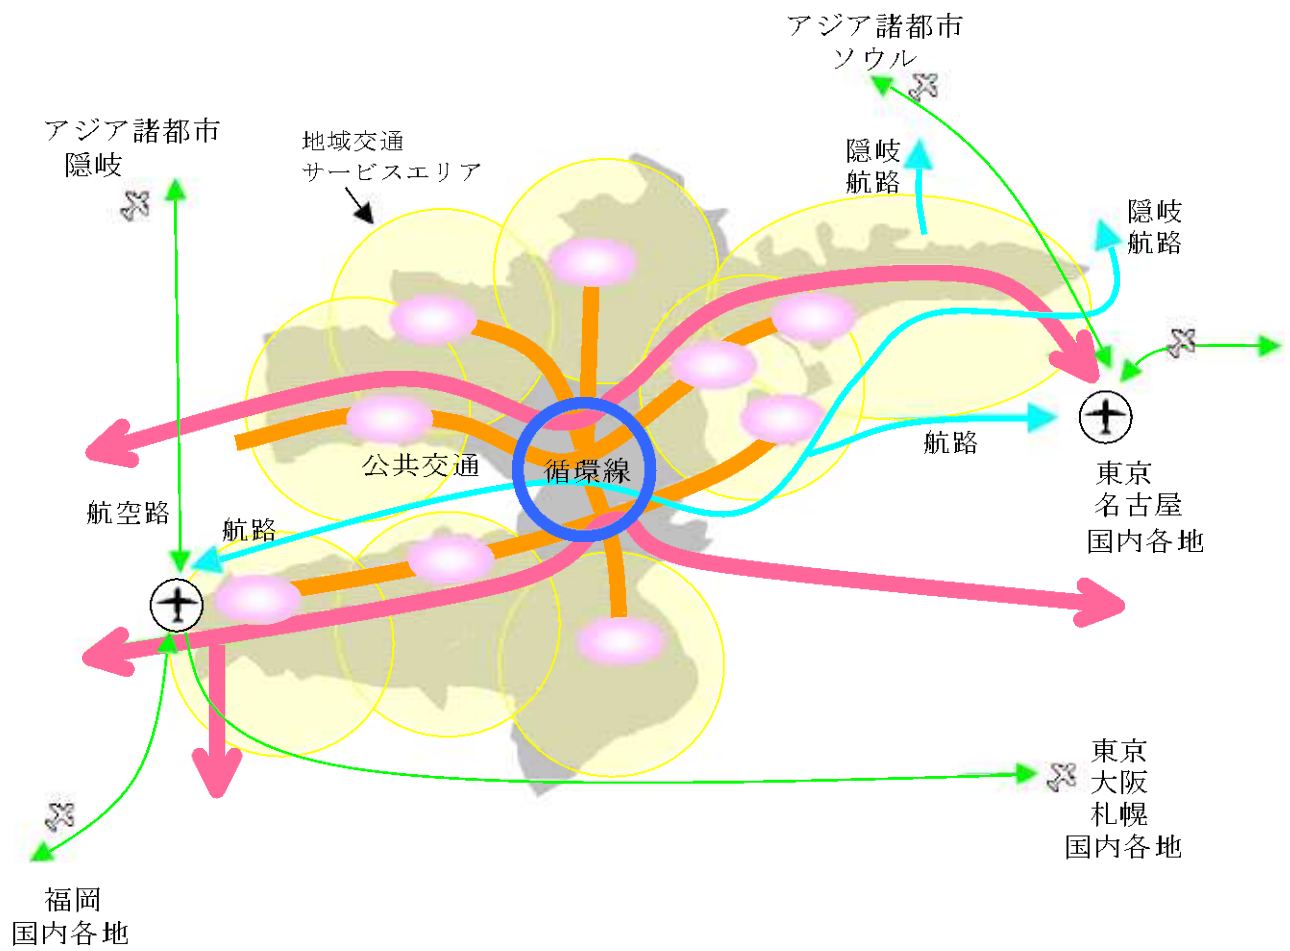 アジア諸都市
ソウル
アジア諸都市
隠岐
地域交通
サービスエリア
隠岐
航路
隠岐
航路
航路
公共交通
循環線
航空路
航路
東京
名古屋
国内各地
東京
大阪
札幌
国内各地
福岡
国内各地